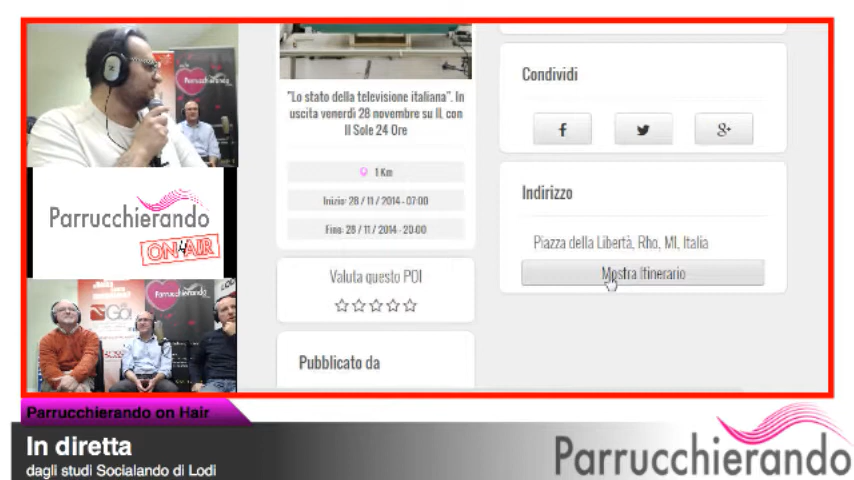 Parrucchierando
Parrucchierando
ON AIR
Parrucchierando
GO!
"Lo stato della televisione italiana". In
uscita venerdì 28 novembre su IL con
Il Sole 24 Ore
1 Km
Inizio: 28 / 11 / 2014 - 07:00
Fine: 28 / 11 / 2014 - 20:00
Valuta questo POI
Pubblicato da
Condividi
f
g+
Indirizzo
Piazza della Libertà, Rho, MI, Italia
Mostra Itinerario
Parrucchierando on Hair
In diretta
dagli studi Socialando di Lodi
Parrucchierando